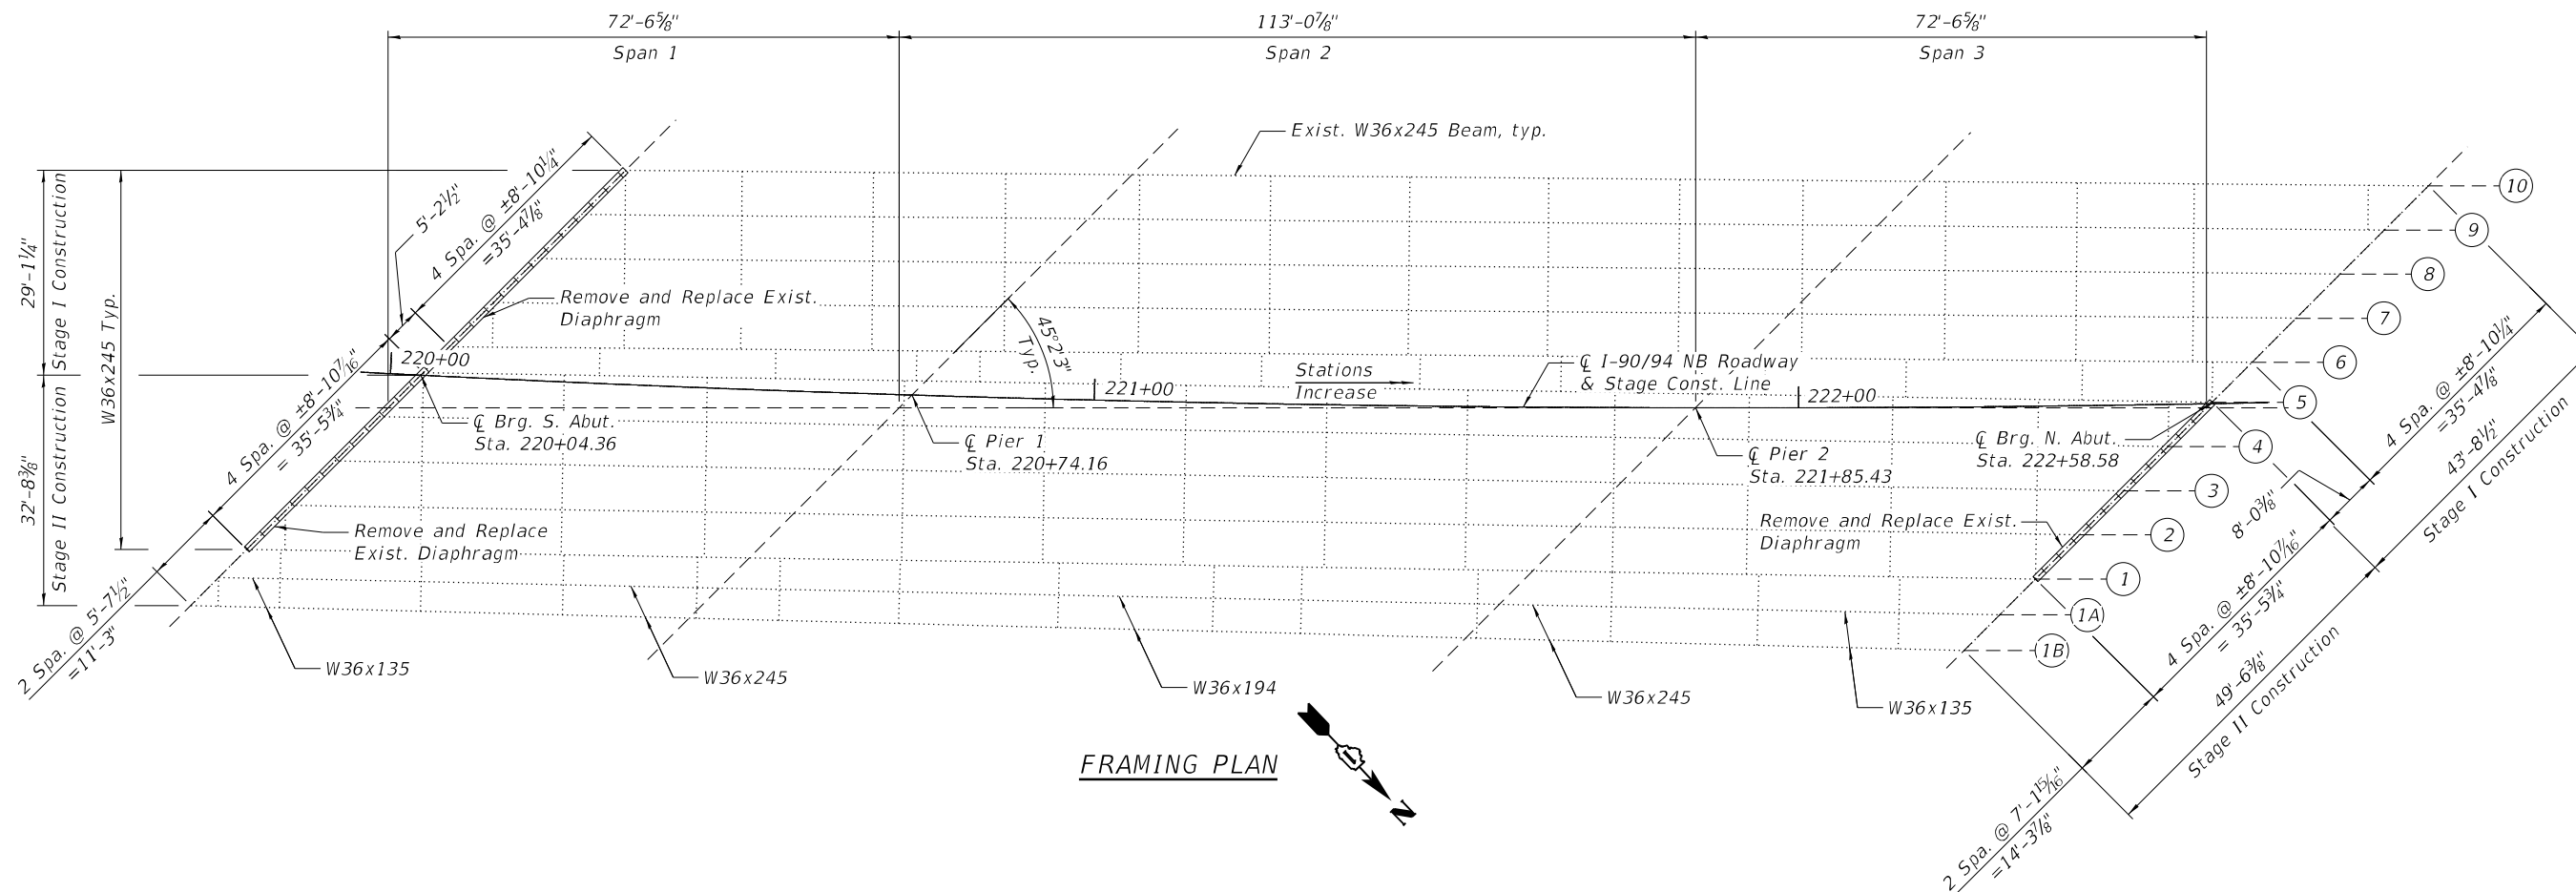 72'-6⅝"
113'-0⅞"
72'-6⅝"
Span 1
Span 2
Span 3
Exist. W36x245 Beam, typ.
29'-1¼"
Stage I Construction
W36x245 Typ.
32'-8⅜"
Stage II Construction
5'-2½"
4 Spa. @ ±8'-10¼"
=35'-4⅞"
4 Spa. @ ±8'-10⁷⁄₁₆"
= 35'-5¾"
2 Spa. @ 5'-7½"
=11'-3"
Remove and Replace Exist.
Diaphragm
220+00
℄ Brg. S. Abut.
Sta. 220+04.36
Remove and Replace
Exist. Diaphragm
45°2'3"
Typ.
℄ Pier 1
Sta. 220+74.16
221+00
Stations
Increase
℄ I-90/94 NB Roadway
& Stage Const. Line
222+00
℄ Pier 2
Sta. 221+85.43
℄ Brg. N. Abut.
Sta. 222+58.58
Remove and Replace Exist.
Diaphragm
10
9
8
7
6
5
4
3
2
1
1A
1B
4 Spa. @ ±8'-10¼"
=35'-4⅞"
43'-8½"
Stage I Construction
8'-0⅜"
4 Spa. @ ±8'-10⁷⁄₁₆"
= 35'-5¾"
49'-6⅜"
Stage II Construction
2 Spa. @ 7'-1¹⁵⁄₁₆"
=14'-3⅞"
W36x135
W36x245
W36x194
W36x245
W36x135
FRAMING PLAN
N